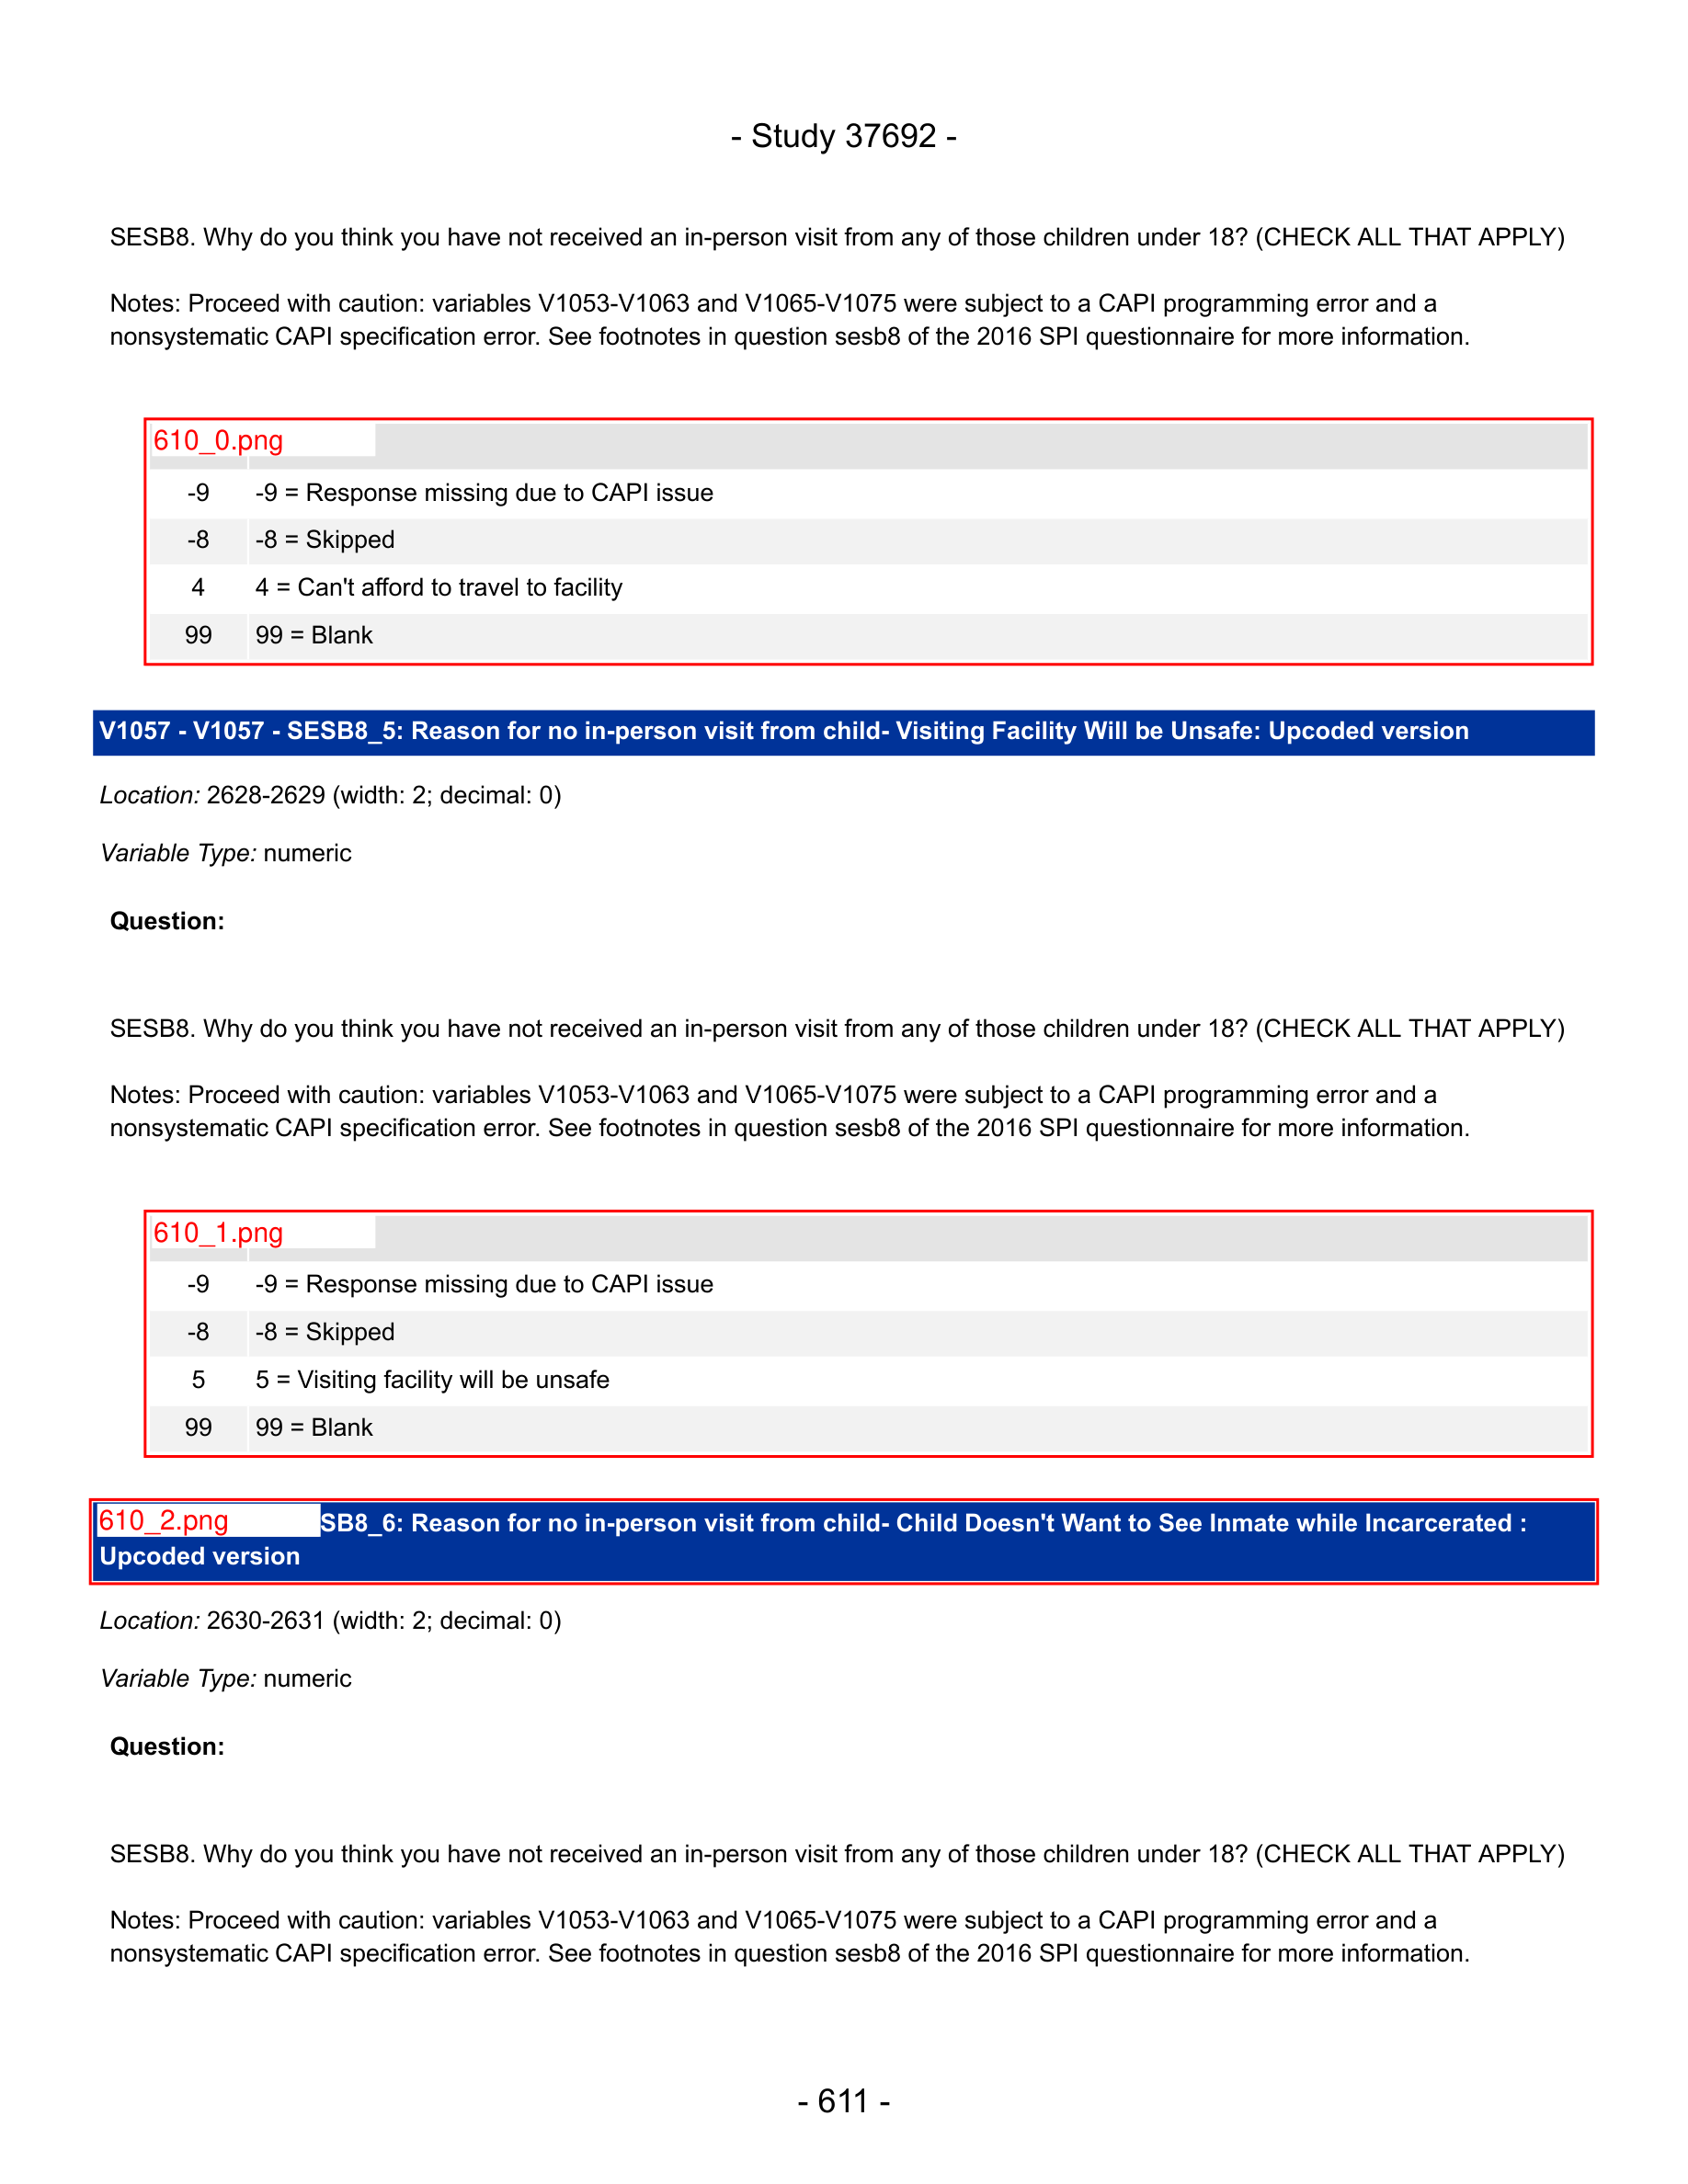 - Study 37692 -
SESB8. Why do you think you have not received an in-person visit from any of those children under 18? (CHECK ALL THAT APPLY)
Notes: Proceed with caution: variables V1053-V1063 and V1065-V1075 were subject to a CAPI programming error and a
nonsystematic CAPI specification error. See footnotes in question sesb8 of the 2016 SPI questionnaire for more information.
610_0.png
-9 -9 = Response missing due to CAPI issue
-8 -8 = Skipped
4 4 = Can't afford to travel to facility
99 99 = Blank
V1057 - V1057 - SESB8_5: Reason for no in-person visit from child- Visiting Facility Will be Unsafe: Upcoded version
Location: 2628-2629 (width: 2; decimal: 0)
Variable Type: numeric
Question:
SESB8. Why do you think you have not received an in-person visit from any of those children under 18? (CHECK ALL THAT APPLY)
Notes: Proceed with caution: variables V1053-V1063 and V1065-V1075 were subject to a CAPI programming error and a
nonsystematic CAPI specification error. See footnotes in question sesb8 of the 2016 SPI questionnaire for more information.
610_1.png
-9 -9 = Response missing due to CAPI issue
-8 -8 = Skipped
5 5 = Visiting facility will be unsafe
99 99 = Blank
610_2.png SB8_6: Reason for no in-person visit from child- Child Doesn't Want to See Inmate while Incarcerated :
Upcoded version
Location: 2630-2631 (width: 2; decimal: 0)
Variable Type: numeric
Question:
SESB8. Why do you think you have not received an in-person visit from any of those children under 18? (CHECK ALL THAT APPLY)
Notes: Proceed with caution: variables V1053-V1063 and V1065-V1075 were subject to a CAPI programming error and a
nonsystematic CAPI specification error. See footnotes in question sesb8 of the 2016 SPI questionnaire for more information.
- 611 -